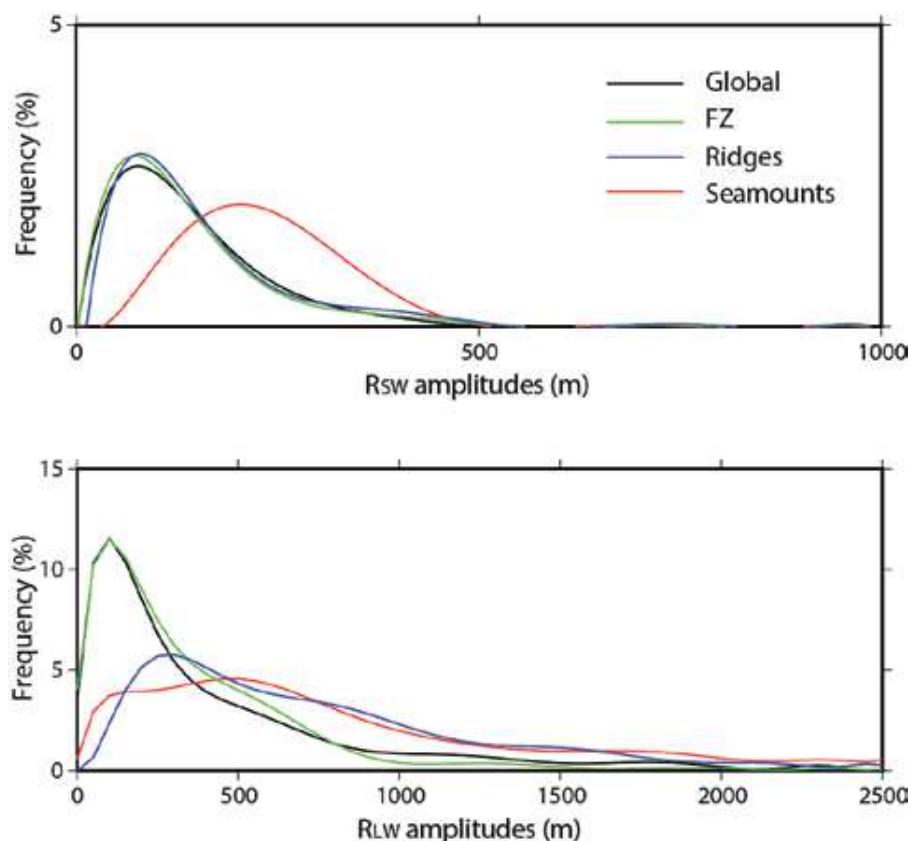 5
Frequency (%)
0
Global
FZ
Ridges
Seamounts
0 500 1000
RSW amplitudes (m)
15
10
5
0
Frequency (%)
0 500 1000 1500 2000 2500
RLW amplitudes (m)